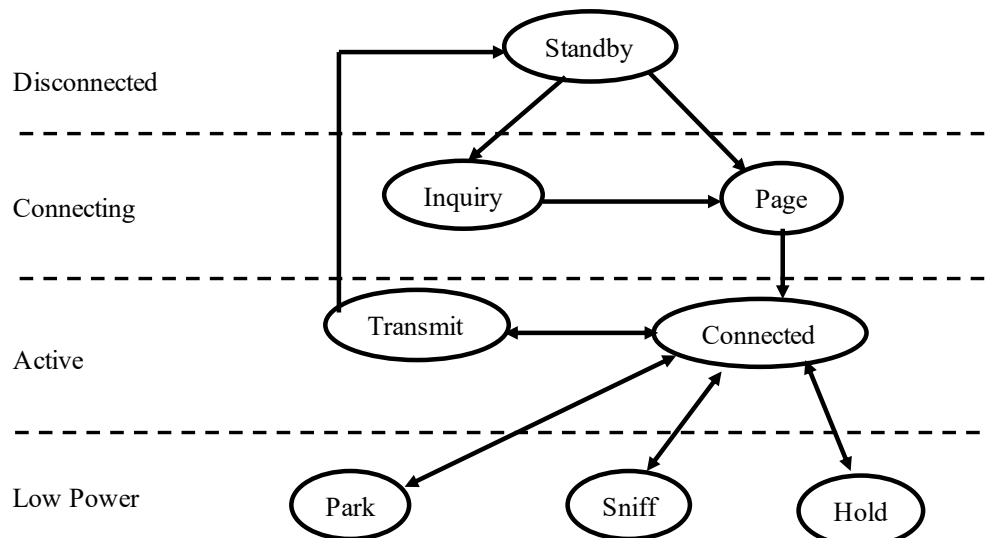 Standby
Disconnected
Inquiry
Page
Connecting
Transmit
Connected
Active
Park
Sniff
Hold
Low Power